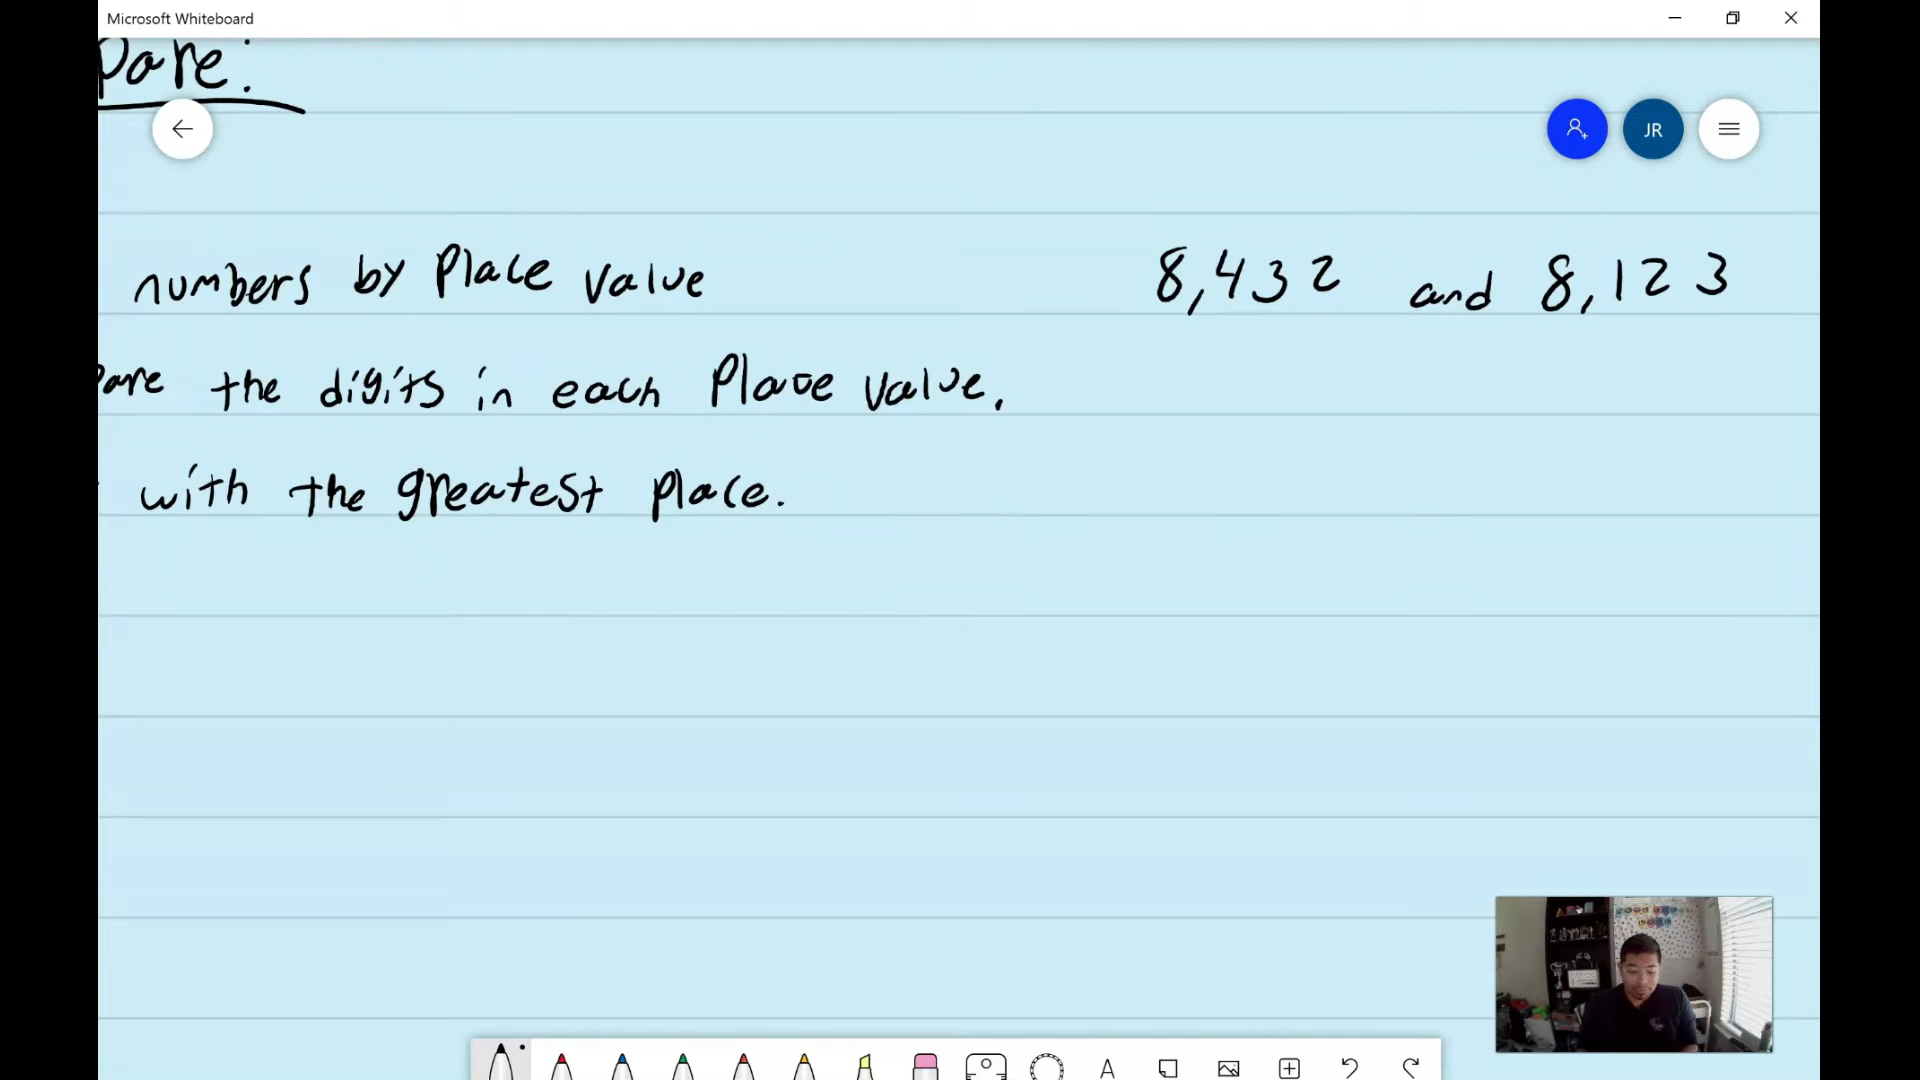 Microsoft Whiteboard
pare:
JR
numbers by Place Value 8,432 and 8,123
pare the digits in each Place Value.
with the greatest place.
A